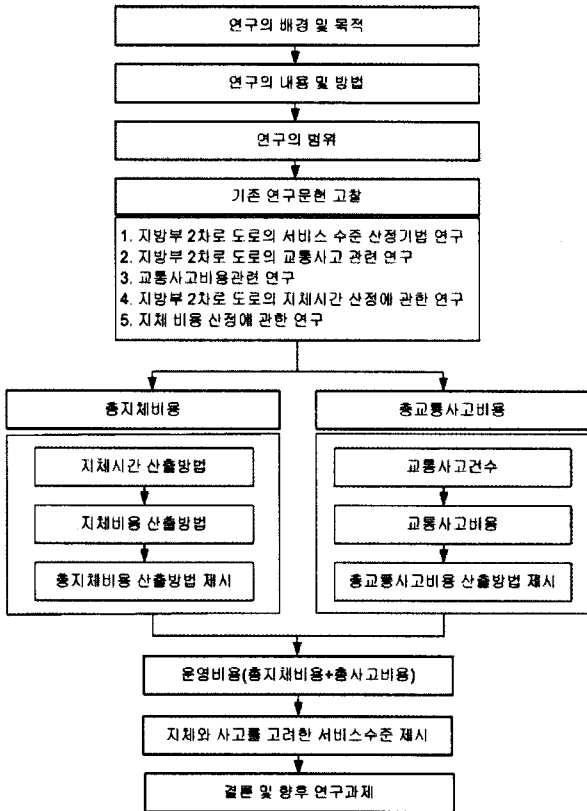 연구의 배경 및 목적
연구의 내용 및 방법
연구의 범위
기존 연구문헌 고찰
1. 지방부 2차로 도로의 서비스 수준 산정기법 연구
2. 지방부 2차로 도로의 교통사고 관련 연구
3. 교통사고비용관련 연구
4. 지방부 2차로 도로의 지체시간 산정에 관한 연구
5. 지체 비용 산정에 관한 연구
총지체비용
지체시간 산출방법
지체비용 산출방법
총지체비용 산출방법 제시
총교통사고비용
교통사고건수
교통사고비용
총교통사고비용 산출방법 제시
운영비용(총지체비용+총사고비용)
지체와 사고를 고려한 서비스수준 제시
결론 및 향후 연구과제